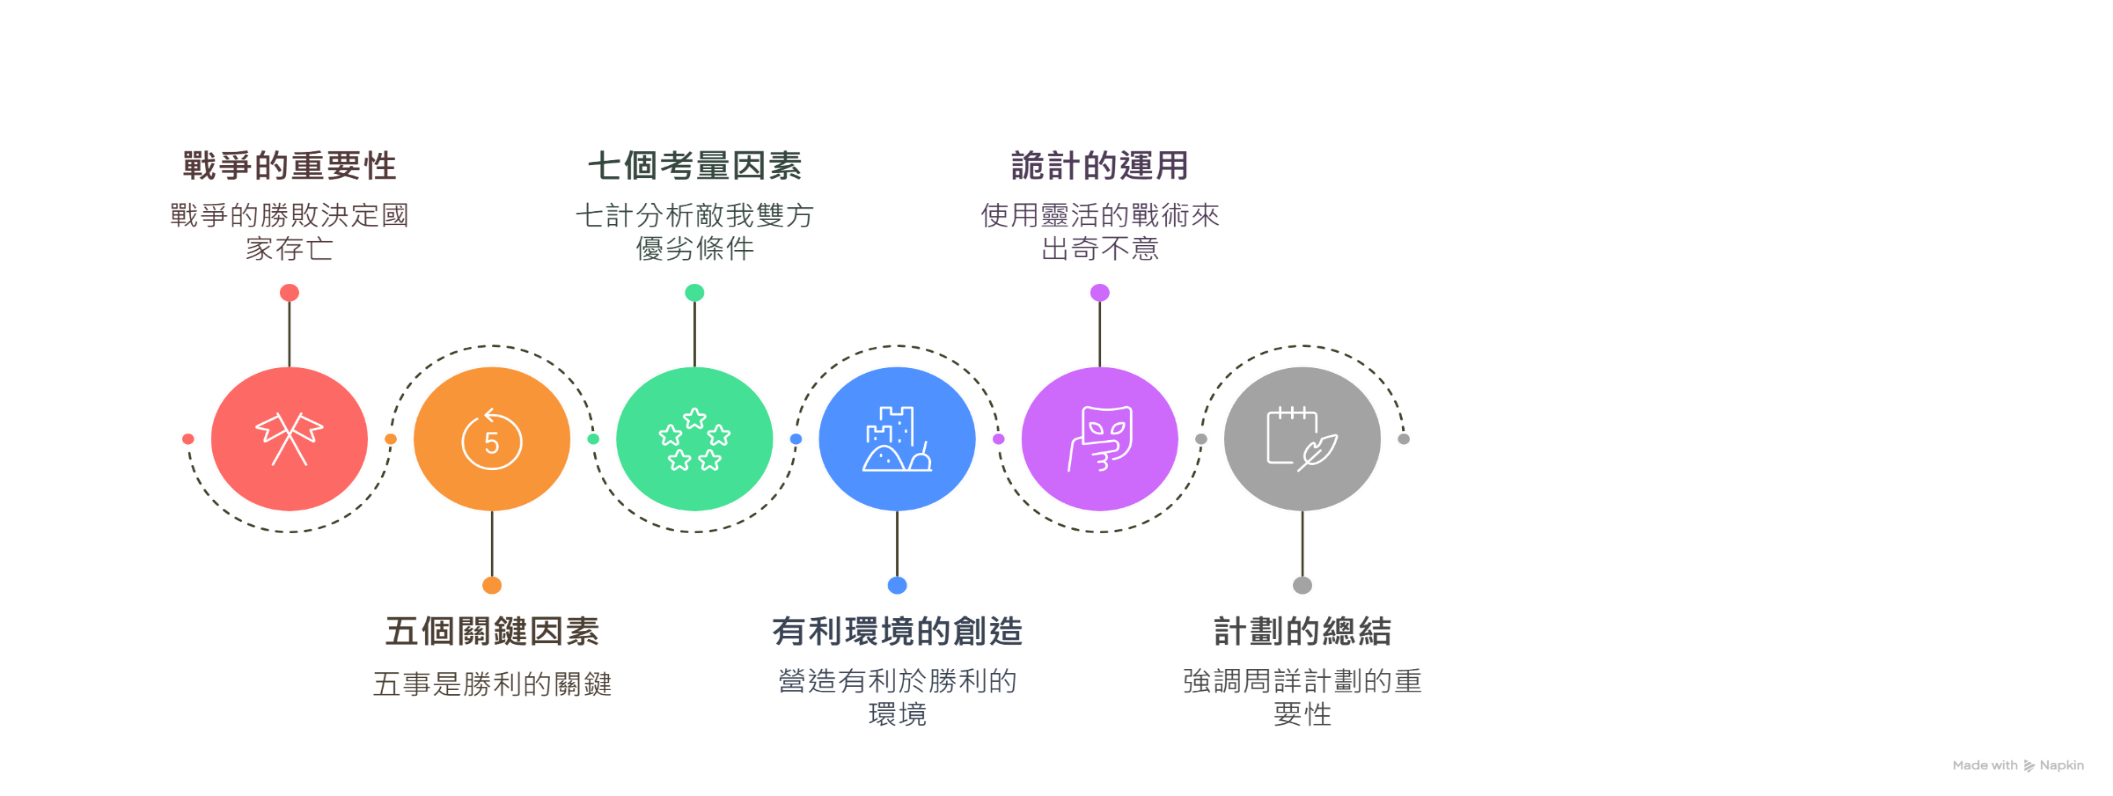 戰爭的重要性
戰爭的勝敗決定國
家存亡
七個考量因素
七計分析敵我雙方
優劣條件
詭計的運用
使用靈活的戰術來
出奇不意
5
五個關鍵因素
五事是勝利的關鍵
有利環境的創造
營造有利於勝利的
環境
計劃的總結
強調周詳計劃的重
要性
Made with Napkin